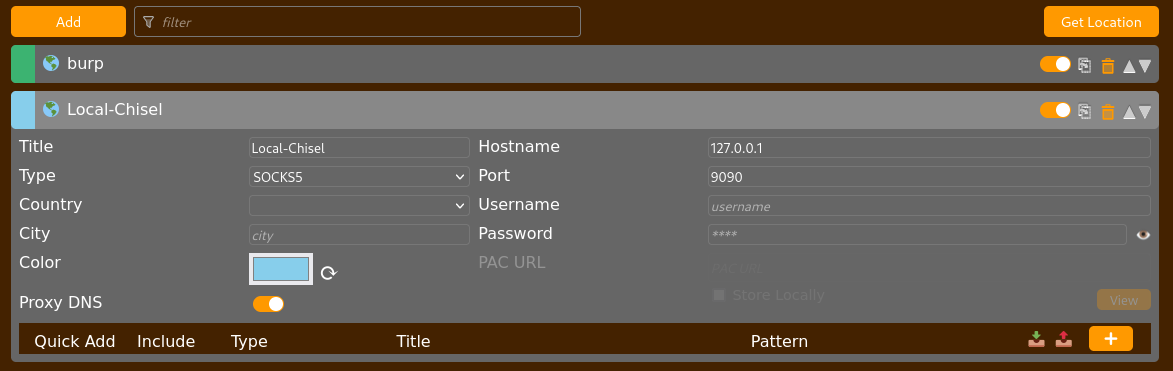 Add
filter
Get Location
burp
Local-Chisel
Title
Local-Chisel
Hostname
127.0.0.1
Type
SOCKS5
Port
9090
Country
Username
username
City
city
Password
****
Color
PAC URL
PAC URL
Store Locally
View
Proxy DNS
Quick Add Include Type Title Pattern